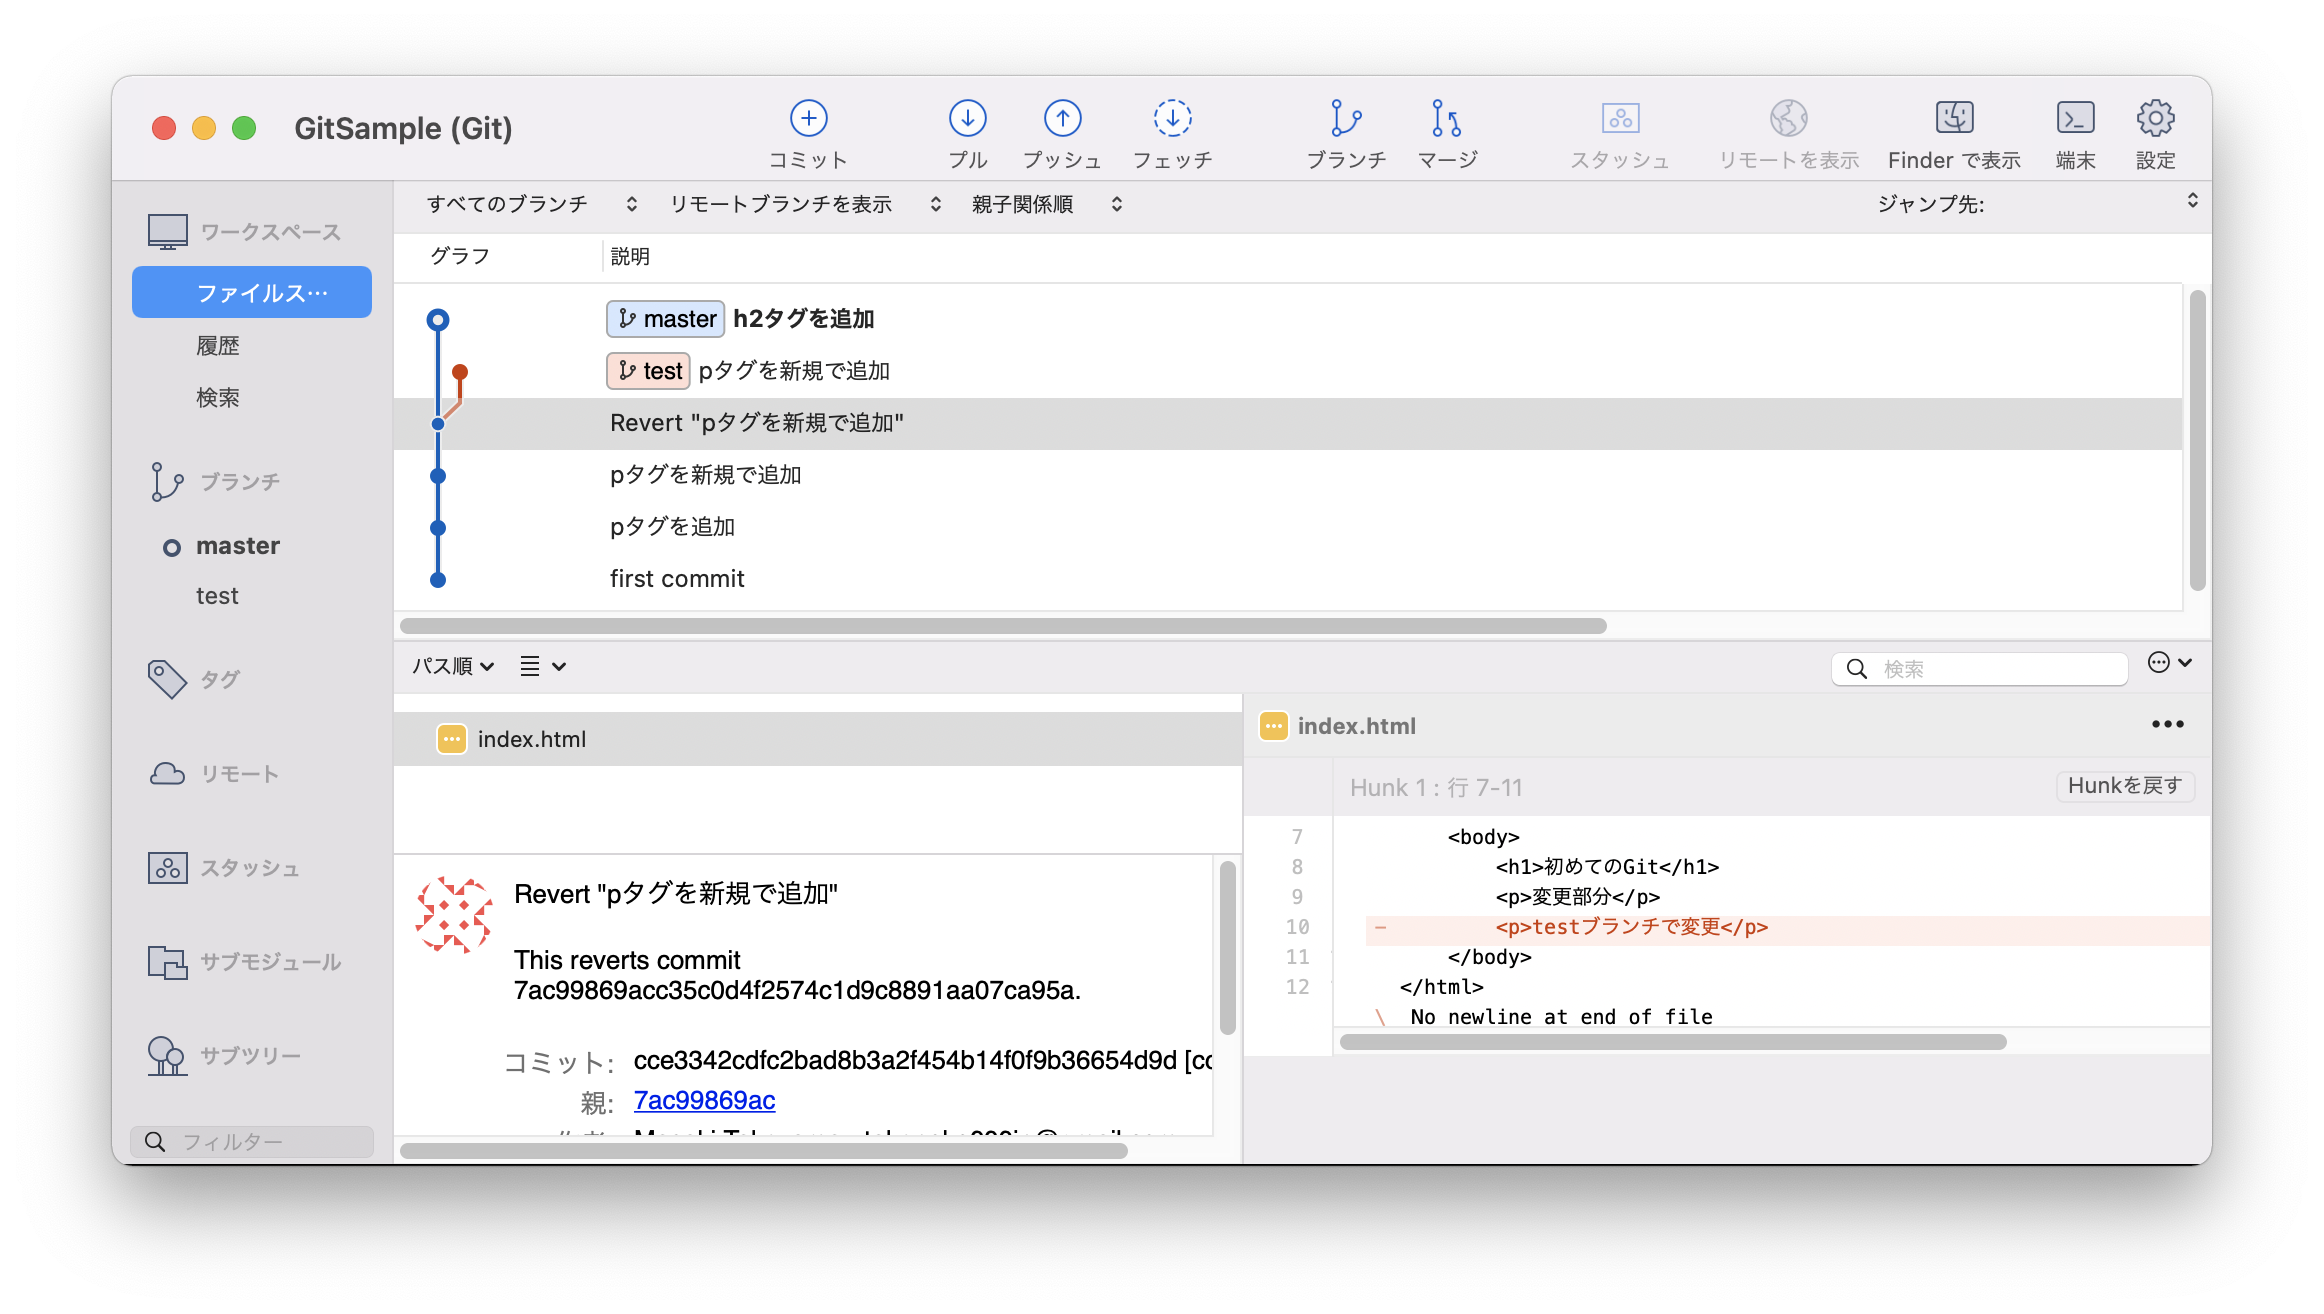 GitSample (Git)
コミット
プル
プッシュ
フェッチ
ブランチ
マージ
スタッシュ
リモートを表示
Finder で表示
端末
設定
ワークスペース
ファイルス…
履歴
検索
ブランチ
master
test
タグ
リモート
スタッシュ
サブモジュール
サブツリー
フィルター
すべてのブランチ
リモートブランチを表示
親子関係順
ジャンプ先:
グラフ
説明
master h2タグを追加
test pタグを新規で追加
Revert "pタグを新規で追加"
pタグを新規で追加
pタグを追加
first commit
パス順
検索
index.html
Revert "pタグを新規で追加"
This reverts commit
7ac99869acc35c0d4f2574c1d9c8891aa07ca95a.
コミット: cce3342cdfc2bad8b3a2f454b14f0f9b36654d9d [co
親: 7ac99869ac
index.html
Hunk 1 : 行 7-11
Hunkを戻す
7 <body>
8 <h1>初めてのGit</h1>
9 <p>変更部分</p>
10 - <p>testブランチで変更</p>
11 </body>
12 </html>
\ No newline at end of file